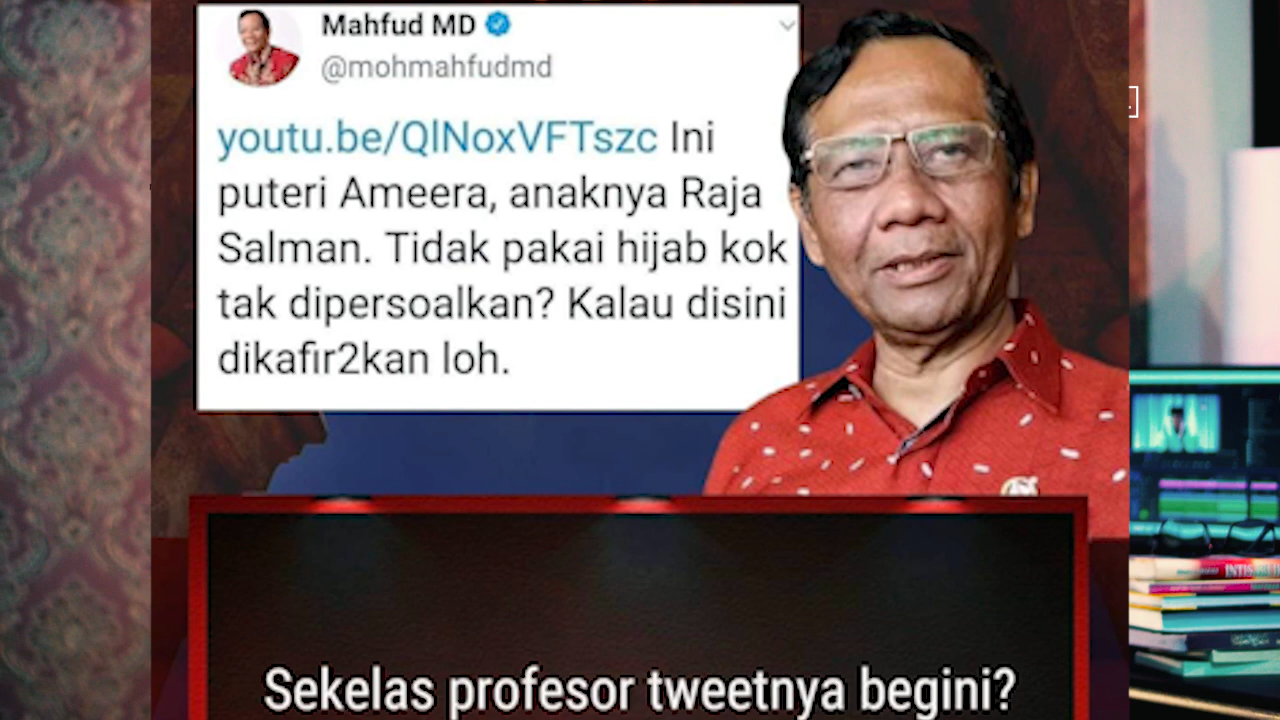 Mahfud MD
@mohmahfudmd
youtu.be/QlNoxVFTszc Ini
puteri Ameera, anaknya Raja
Salman. Tidak pakai hijab kok
tak dipersoalkan? Kalau disini
dikafir2kan loh.
Sekelas profesor tweetnya begini?